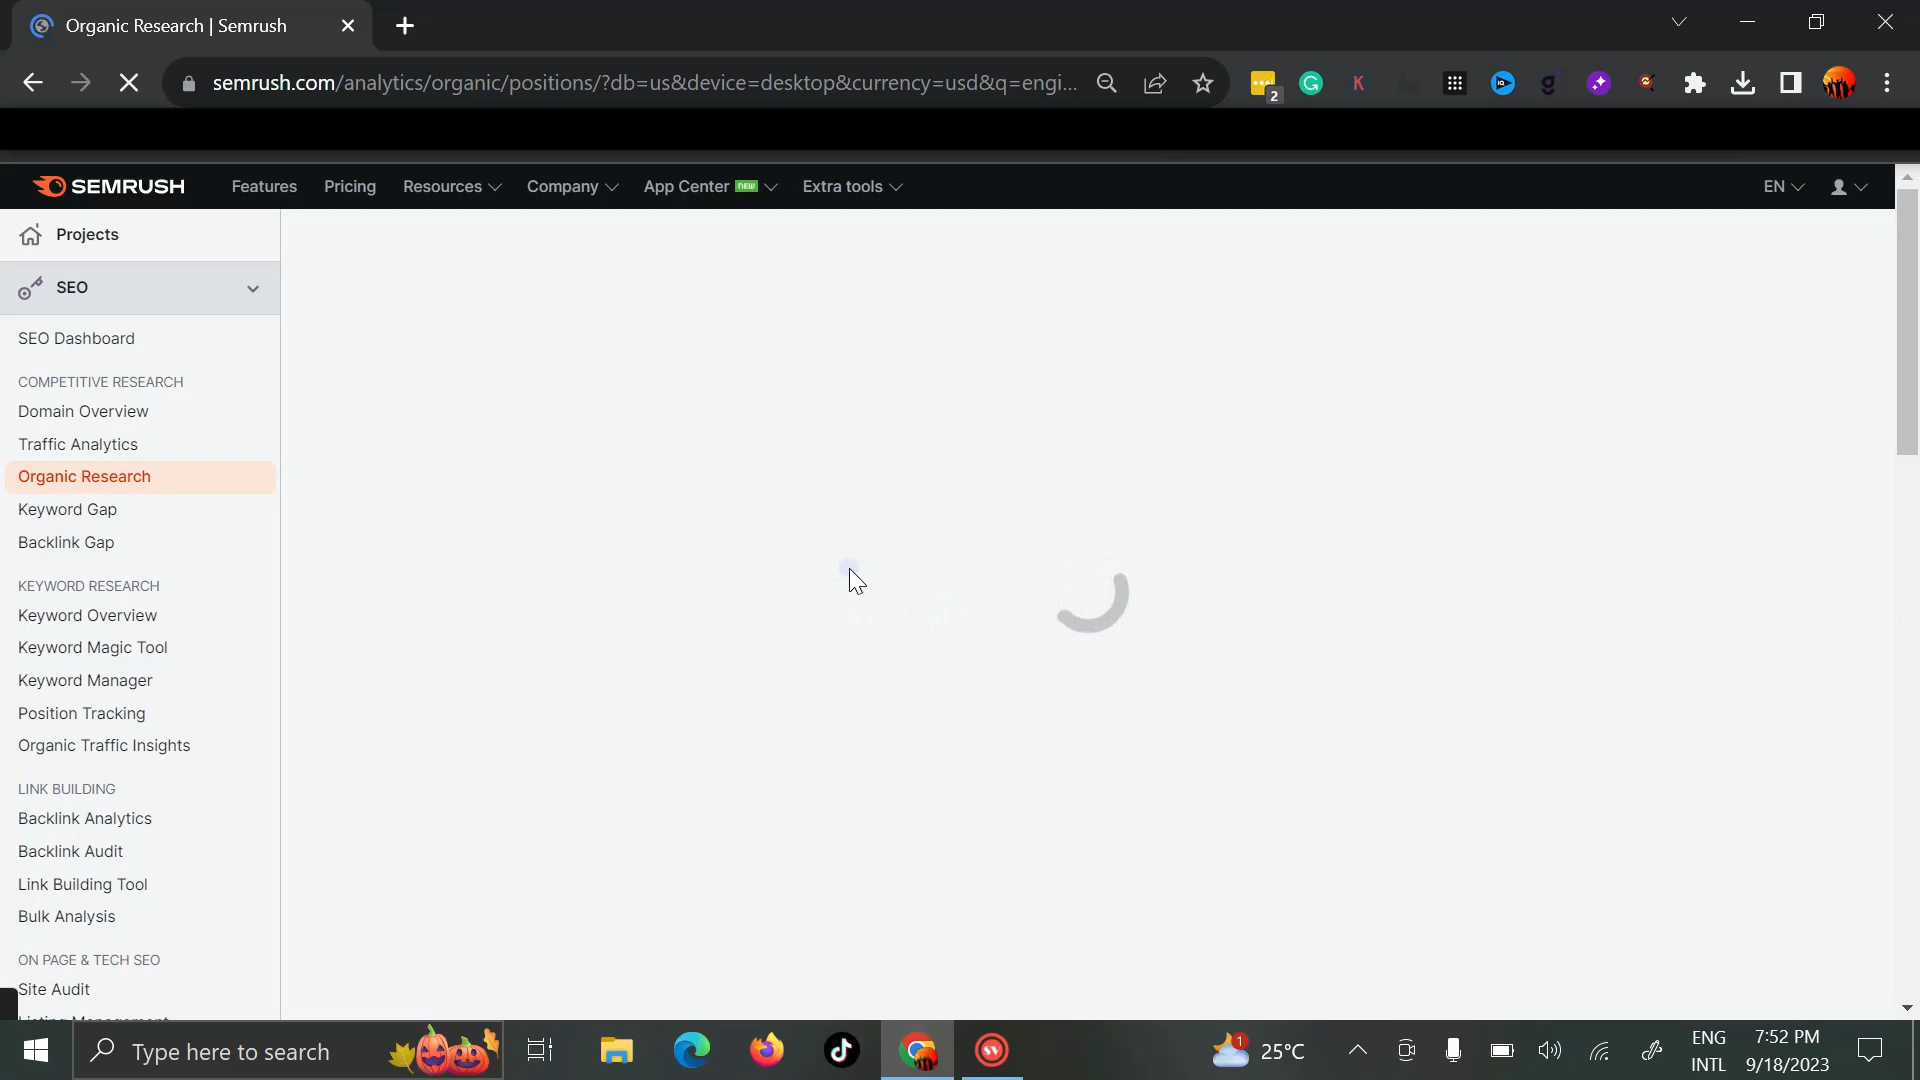 Organic Research | Semrush
semrush.com/analytics/organic/positions/?db=us&device=desktop&currency=usd&q=engi...
2
SEMRUSH
Features
Pricing
Resources
Company
App Center
new
Extra tools
EN
Projects
SEO
SEO Dashboard
COMPETITIVE RESEARCH
Domain Overview
Traffic Analytics
Organic Research
Keyword Gap
Backlink Gap
KEYWORD RESEARCH
Keyword Overview
Keyword Magic Tool
Keyword Manager
Position Tracking
Organic Traffic Insights
LINK BUILDING
Backlink Analytics
Backlink Audit
Link Building Tool
Bulk Analysis
ON PAGE & TECH SEO
Site Audit
Listing Management
Type here to search
1
25°C
ENG
INTL
7:52 PM
9/18/2023